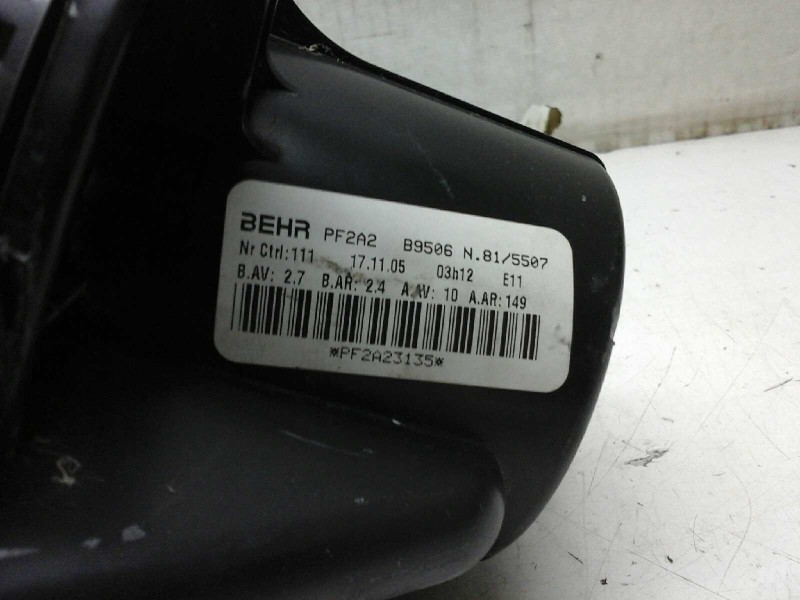 BEHR PF2A2 B9506 N.81/5507
Nr Ctrl:111 17.11.05 03h12 E11
B.AV: 2.7 B.AR: 2.4 A.AV: 10 A.AR: 149
*PF2A23135*